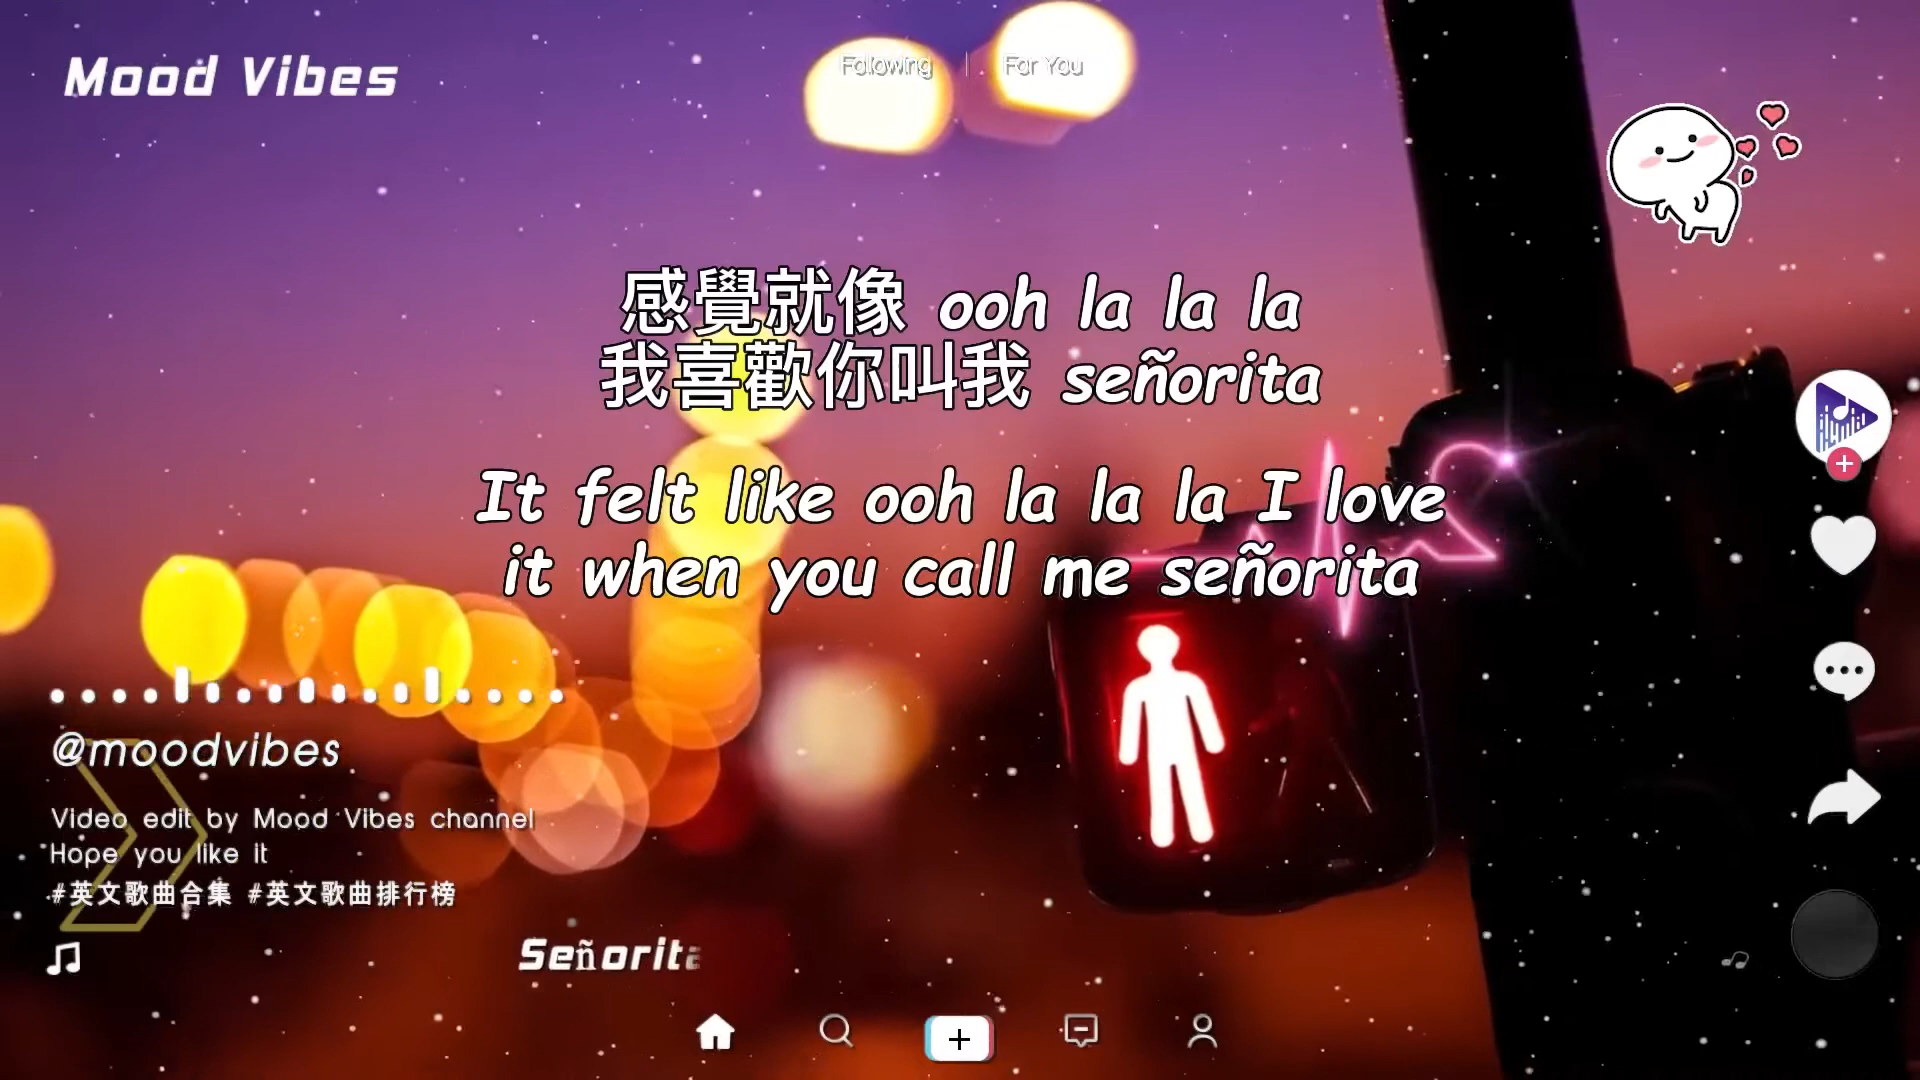 Mood Vibes
Following | For You
感覺就像 ooh la la la
我喜歡你叫我 señorita
It felt like ooh la la la I love
it when you call me señorita
@moodvibes
Video edit by Mood Vibes channel
Hope you like it
#英文歌曲合集 #英文歌曲排行榜
Señorita